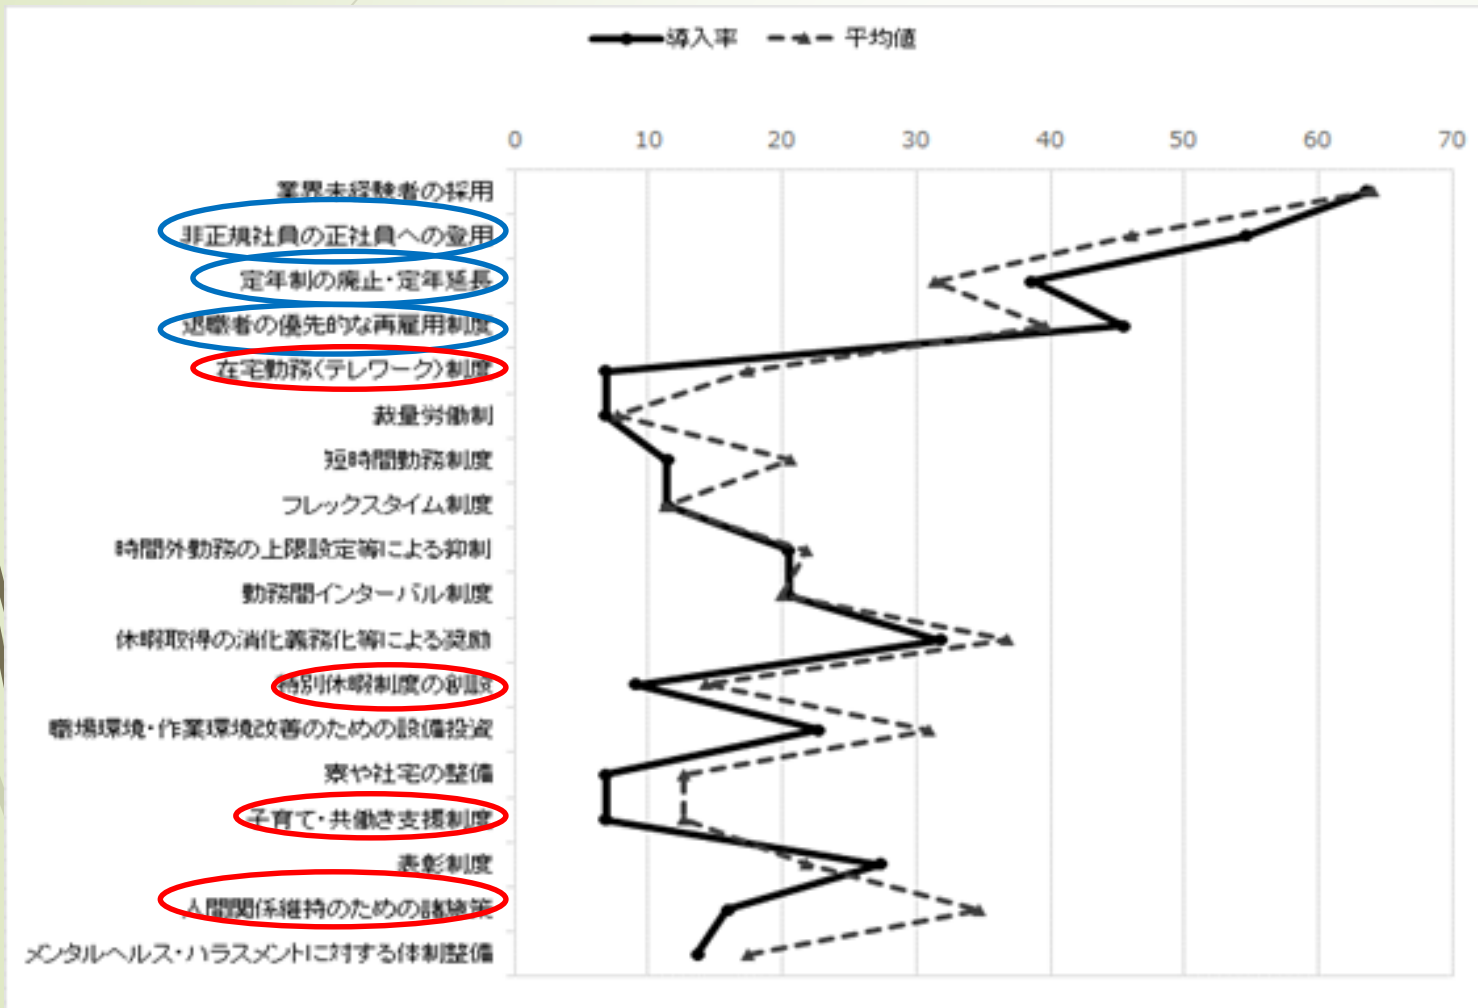 導入率 平均値
0 10 20 30 40 50 60 70
業界未経験者の採用
非正規社員の正社員への登用
定年制の廃止・定年延長
退職者の優先的な再雇用制度
在宅勤務(テレワーク)制度
裁量労働制
短時間勤務制度
フレックスタイム制度
時間外勤務の上限設定等による抑制
勤務間インターバル制度
休暇取得の消化義務化等による奨励
特別休暇制度の創設
職場環境・作業環境改善のための設備投資
寮や社宅の整備
子育て・共働き支援制度
表彰制度
人間関係維持のための諸施策
メンタルヘルス・ハラスメントに対する体制整備